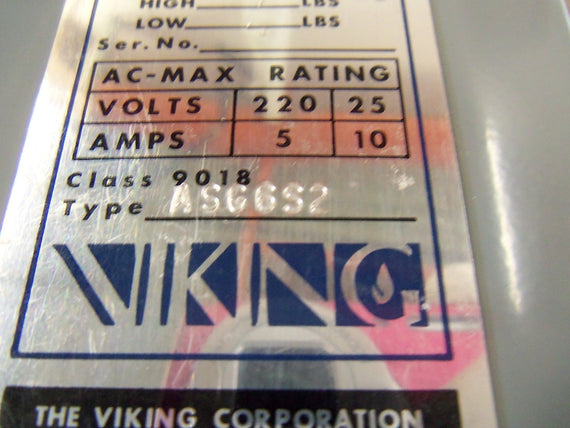 HIGH LBS
LOW LBS
Ser. No.
AC-MAX RATING
VOLTS 220 25
AMPS 5 10
Class 9018
Type ASG6S2
VIKING
THE VIKING CORPORATION